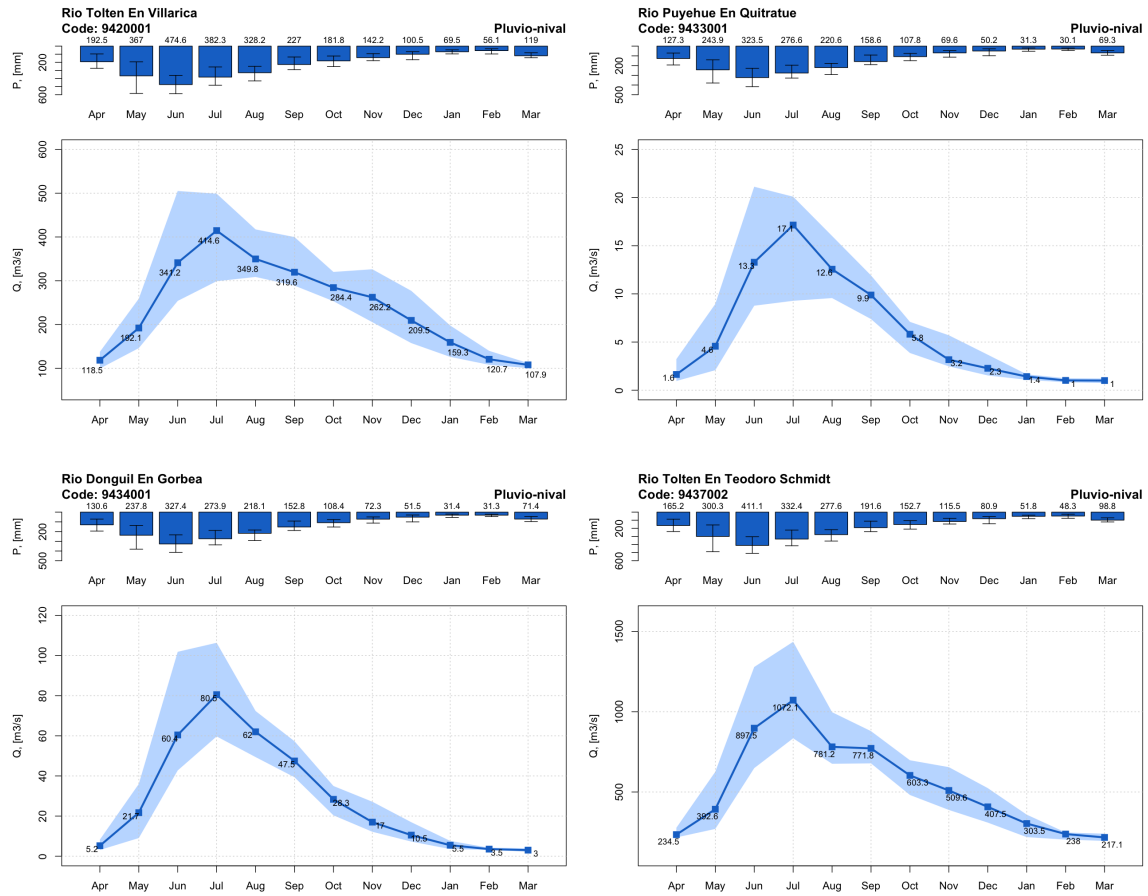 Rio Tolten En Villarica
Code: 9420001 Pluvio-nival
192.5 367 474.6 382.3 328.2 227 181.8 142.2 100.5 69.5 56.1 119
P, [mm]
200
600
Apr May Jun Jul Aug Sep Oct Nov Dec Jan Feb Mar
Q, [m3/s]
600
500
400
300
200
100
118.5 192.1 341.2 414.6 349.8 319.6 284.4 262.2 209.5 159.3 120.7 107.9
Apr May Jun Jul Aug Sep Oct Nov Dec Jan Feb Mar
Rio Puyehue En Quitratue
Code: 9433001 Pluvio-nival
127.3 243.9 323.5 276.6 220.6 158.6 107.8 69.6 50.2 31.3 30.1 69.3
P, [mm]
200
500
Apr May Jun Jul Aug Sep Oct Nov Dec Jan Feb Mar
Q, [m3/s]
25
20
15
10
5
0
1.6 4.6 13.3 17.1 12.6 9.9 5.8 3.2 2.3 1.4 1 1
Apr May Jun Jul Aug Sep Oct Nov Dec Jan Feb Mar
Rio Donguil En Gorbea
Code: 9434001 Pluvio-nival
130.6 237.8 327.4 273.9 218.1 152.8 108.4 72.3 51.5 31.4 31.3 71.4
P, [mm]
200
500
Apr May Jun Jul Aug Sep Oct Nov Dec Jan Feb Mar
Q, [m3/s]
120
100
80
60
40
20
0
5.2 21.7 60.4 80.6 62 47.5 28.3 17 10.5 5.5 3.5 3
Apr May Jun Jul Aug Sep Oct Nov Dec Jan Feb Mar
Rio Tolten En Teodoro Schmidt
Code: 9437002 Pluvio-nival
165.2 300.3 411.1 332.4 277.6 191.6 152.7 115.5 80.9 51.8 48.3 98.8
P, [mm]
200
600
Apr May Jun Jul Aug Sep Oct Nov Dec Jan Feb Mar
Q, [m3/s]
1500
1000
500
234.5 392.6 897.5 1072.1 781.2 771.8 603.3 509.6 407.5 303.5 238 217.1
Apr May Jun Jul Aug Sep Oct Nov Dec Jan Feb Mar